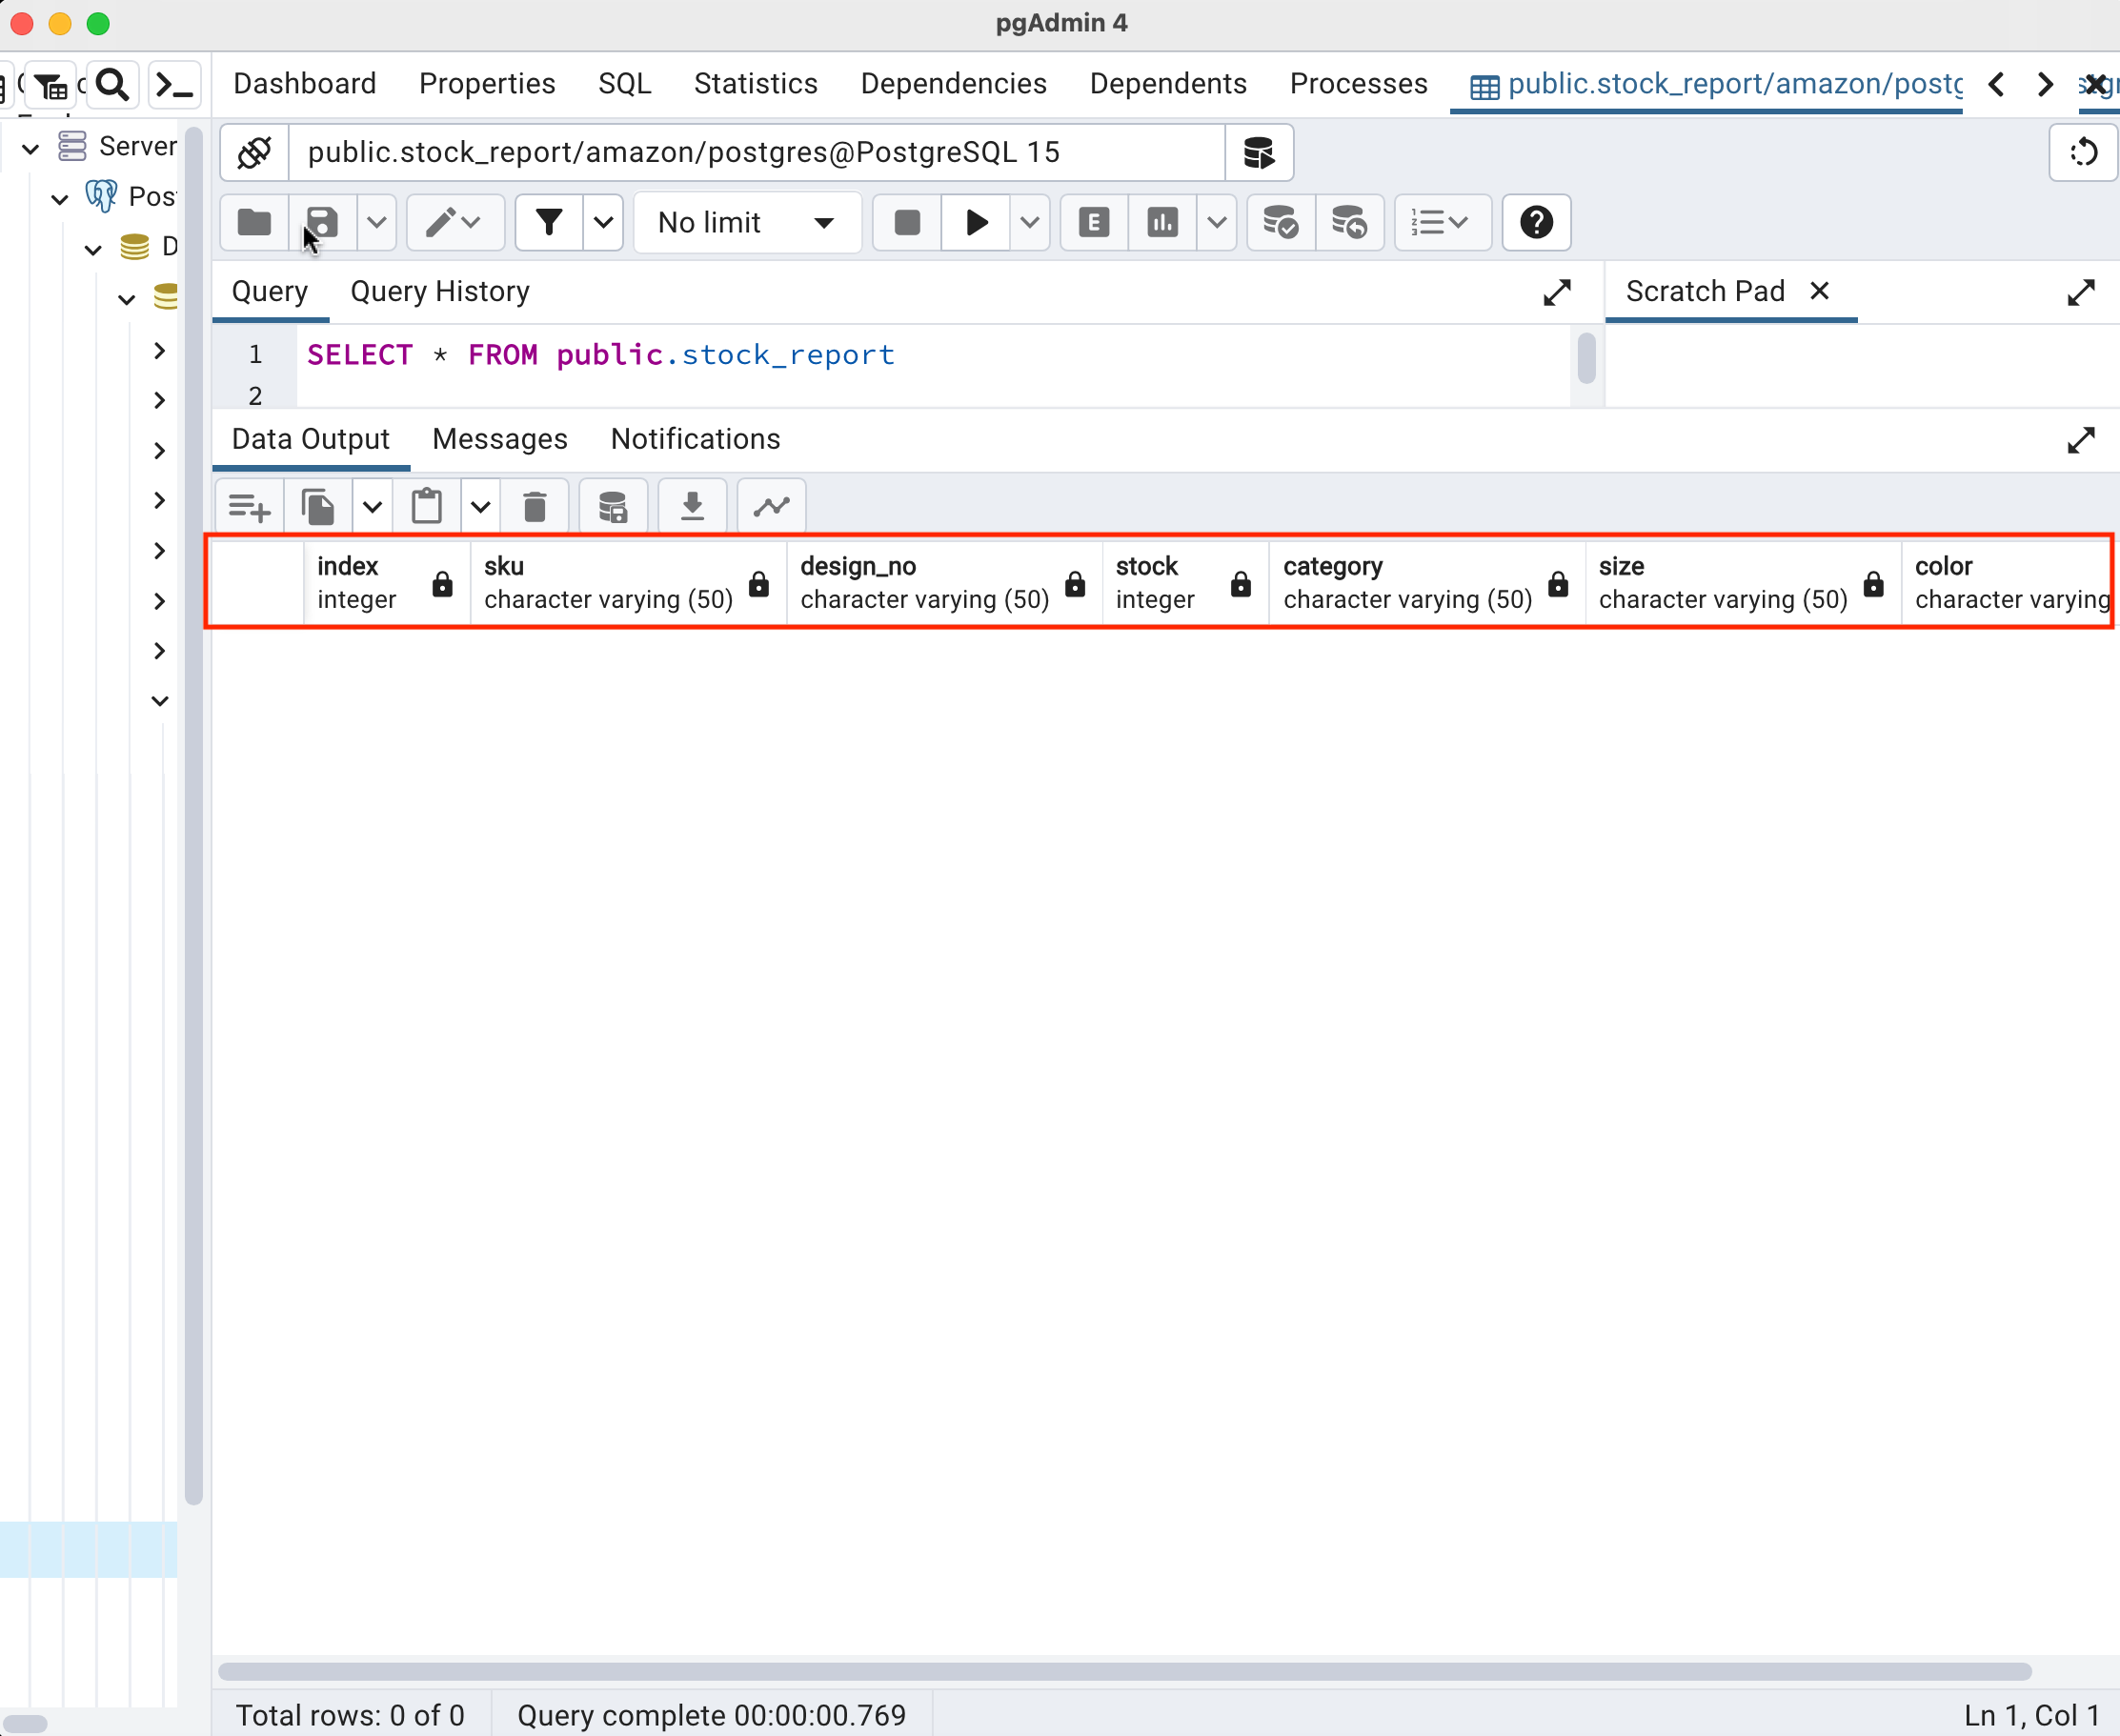 pgAdmin 4
Dashboard Properties SQL Statistics Dependencies Dependents Processes public.stock_report/amazon/postg
Server
public.stock_report/amazon/postgres@PostgreSQL 15
Pos
D
No limit
E
Query Query History Scratch Pad
1 SELECT * FROM public.stock_report
2
Data Output Messages Notifications
index sku design_no stock category size color
integer character varying (50) character varying (50) integer character varying (50) character varying (50) character varying
Total rows: 0 of 0 Query complete 00:00:00.769 Ln 1, Col 1